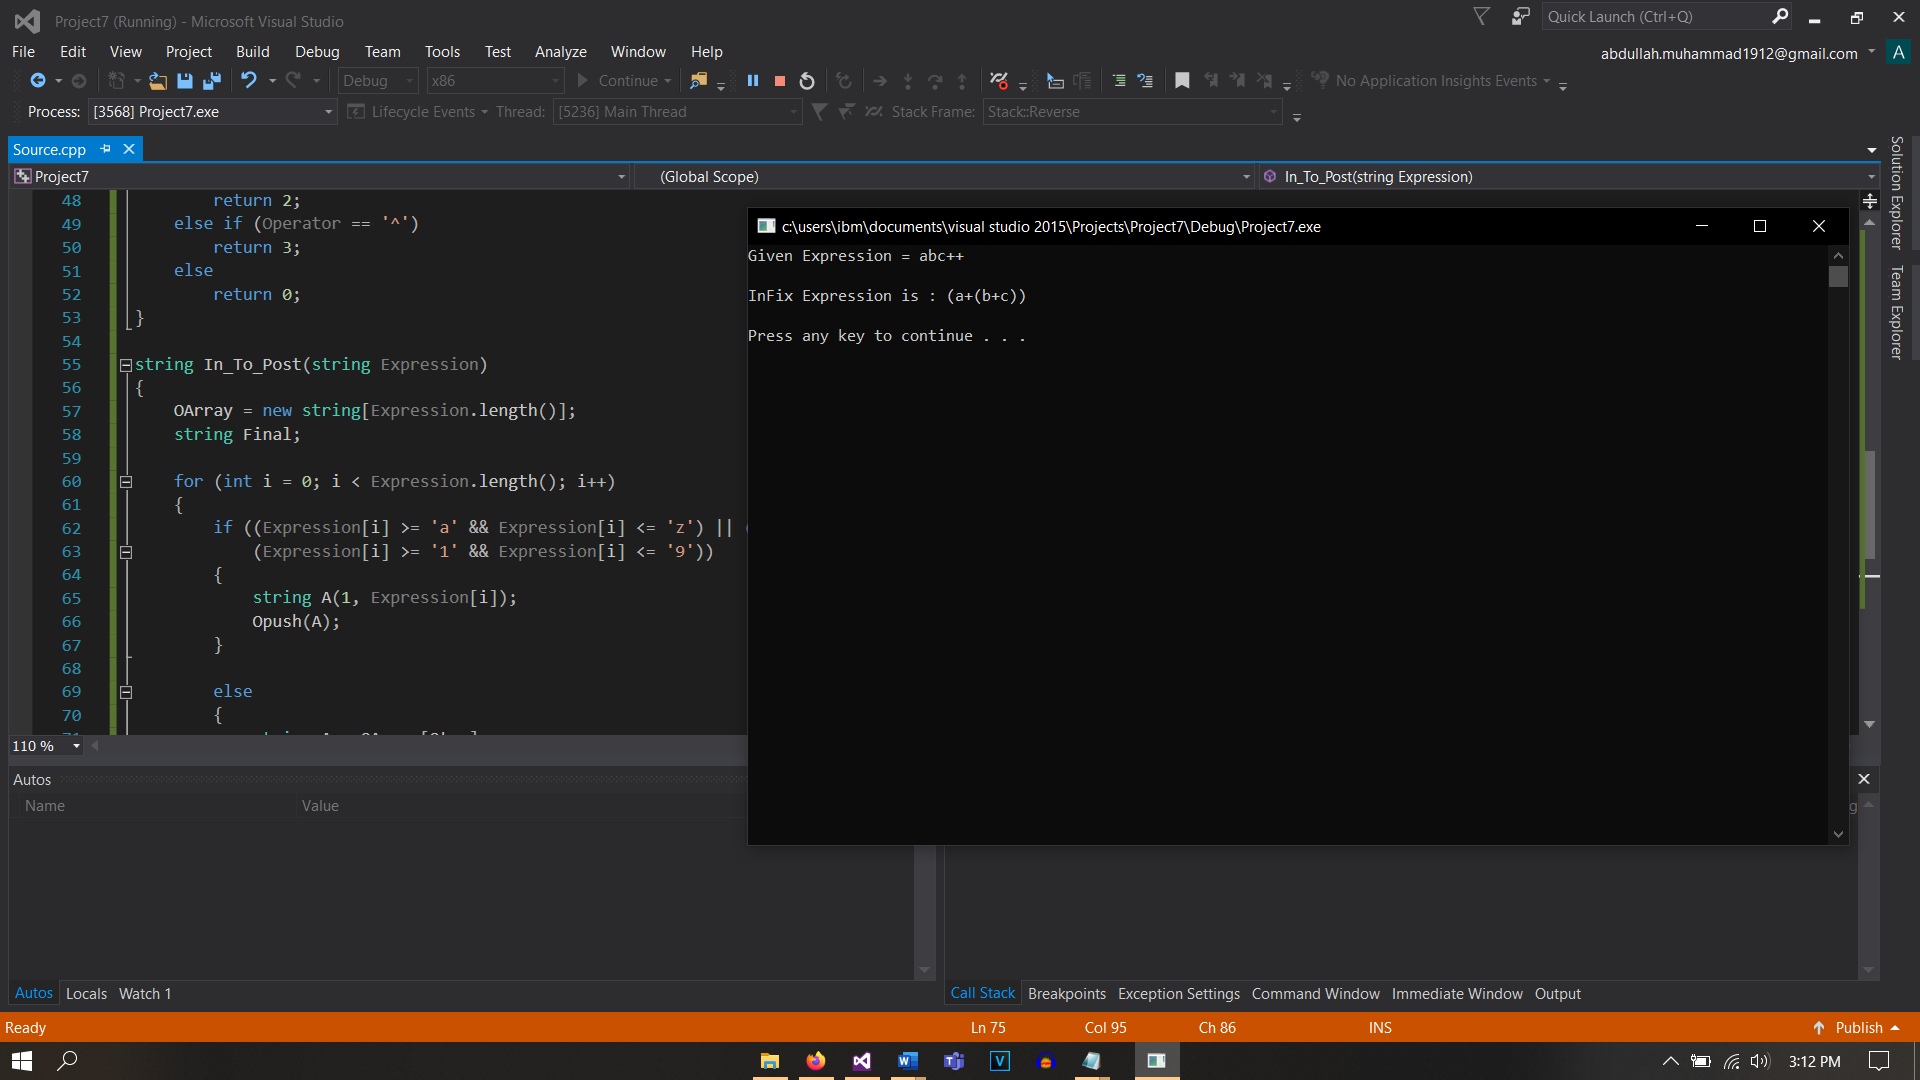 Project7 (Running) - Microsoft Visual Studio
Quick Launch (Ctrl+Q)
File Edit View Project Build Debug Team Tools Test Analyze Window Help
abdullah.muhammad1912@gmail.com A
Debug x86 Continue No Application Insights Events
Process: [3568] Project7.exe Lifecycle Events Thread: [5236] Main Thread Stack Frame: Stack::Reverse
Source.cpp
Project7 (Global Scope) In_To_Post(string Expression)
Solution Explorer
Team Explorer
48 return 2;
49 else if (Operator == '^')
50 return 3;
51 else
52 return 0;
53 }
54
55 string In_To_Post(string Expression)
56 {
57 OArray = new string[Expression.length()];
58 string Final;
59
60 for (int i = 0; i < Expression.length(); i++)
61 {
62 if ((Expression[i] >= 'a' && Expression[i] <= 'z') ||
63 (Expression[i] >= '1' && Expression[i] <= '9'))
64 {
65 string A(1, Expression[i]);
66 Opush(A);
67 }
68
69 else
70 {
c:\users\ibm\documents\visual studio 2015\Projects\Project7\Debug\Project7.exe
Given Expression = abc++
InFix Expression is : (a+(b+c))
Press any key to continue . . .
110 %
Autos
Name Value
Autos Locals Watch 1
Call Stack Breakpoints Exception Settings Command Window Immediate Window Output
Ready Ln 75 Col 95 Ch 86 INS Publish
3:12 PM